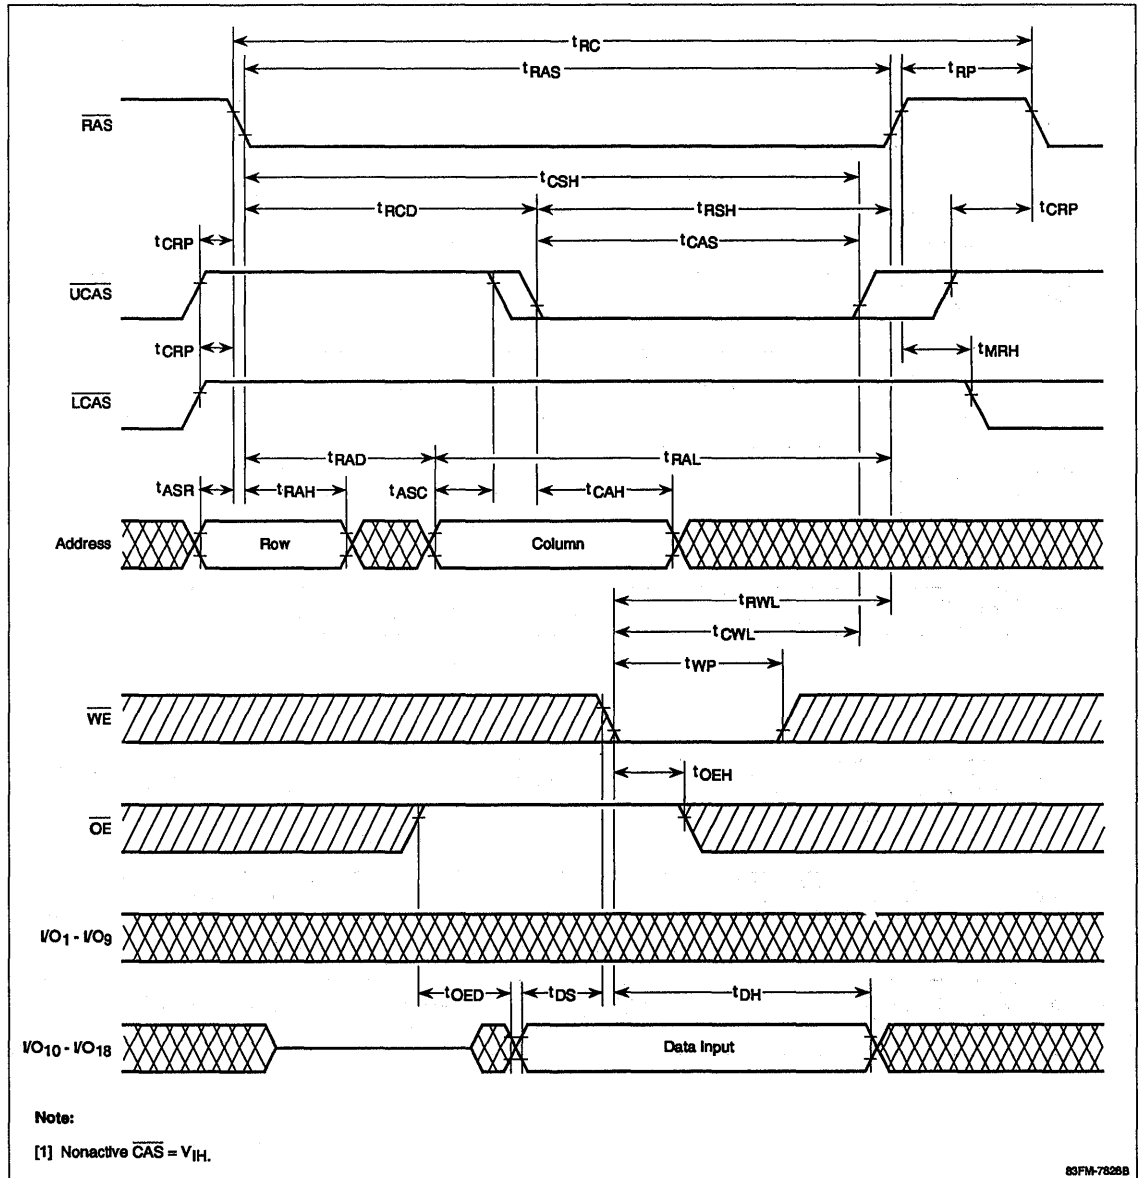 tRC
tRAS
tRP
RAS
tCSH
tRCD
tRSH
tCRP
tCRP
tCAS
UCAS
tCRP
tMRH
LCAS
tRAD
tRAL
tASR
tRAH
tASC
tCAH
Address
Row
Column
tRWL
tCWL
tWP
WE
tOEH
OE
I/O1 - I/O9
tOED
tDS
tDH
I/O10 - I/O18
Data Input
Note:
[1] Nonactive CAS = VIH.
83FM-7826B